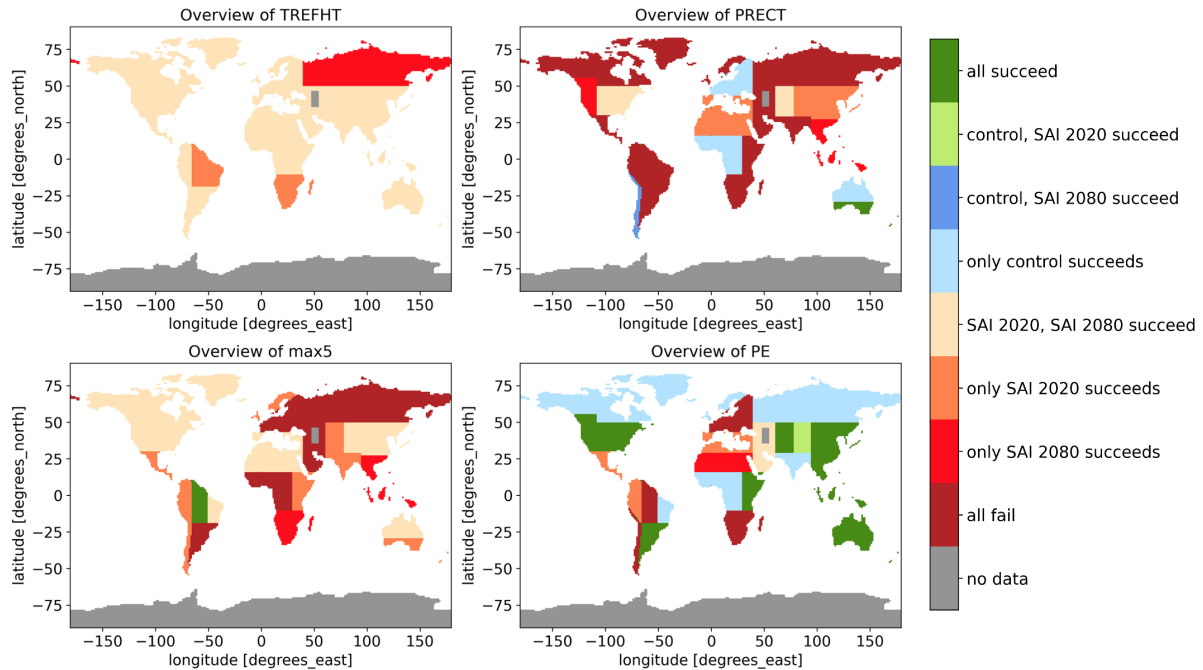 Overview of TREFHT
75
50
25
0
−25
−50
−75
latitude [degrees_north]
−150 −100 −50 0 50 100 150
longitude [degrees_east]
Overview of PRECT
75
50
25
0
−25
−50
−75
latitude [degrees_north]
−150 −100 −50 0 50 100 150
longitude [degrees_east]
Overview of max5
75
50
25
0
−25
−50
−75
latitude [degrees_north]
−150 −100 −50 0 50 100 150
longitude [degrees_east]
Overview of PE
75
50
25
0
−25
−50
−75
latitude [degrees_north]
−150 −100 −50 0 50 100 150
longitude [degrees_east]
all succeed
control, SAI 2020 succeed
control, SAI 2080 succeed
only control succeeds
SAI 2020, SAI 2080 succeed
only SAI 2020 succeeds
only SAI 2080 succeeds
all fail
no data